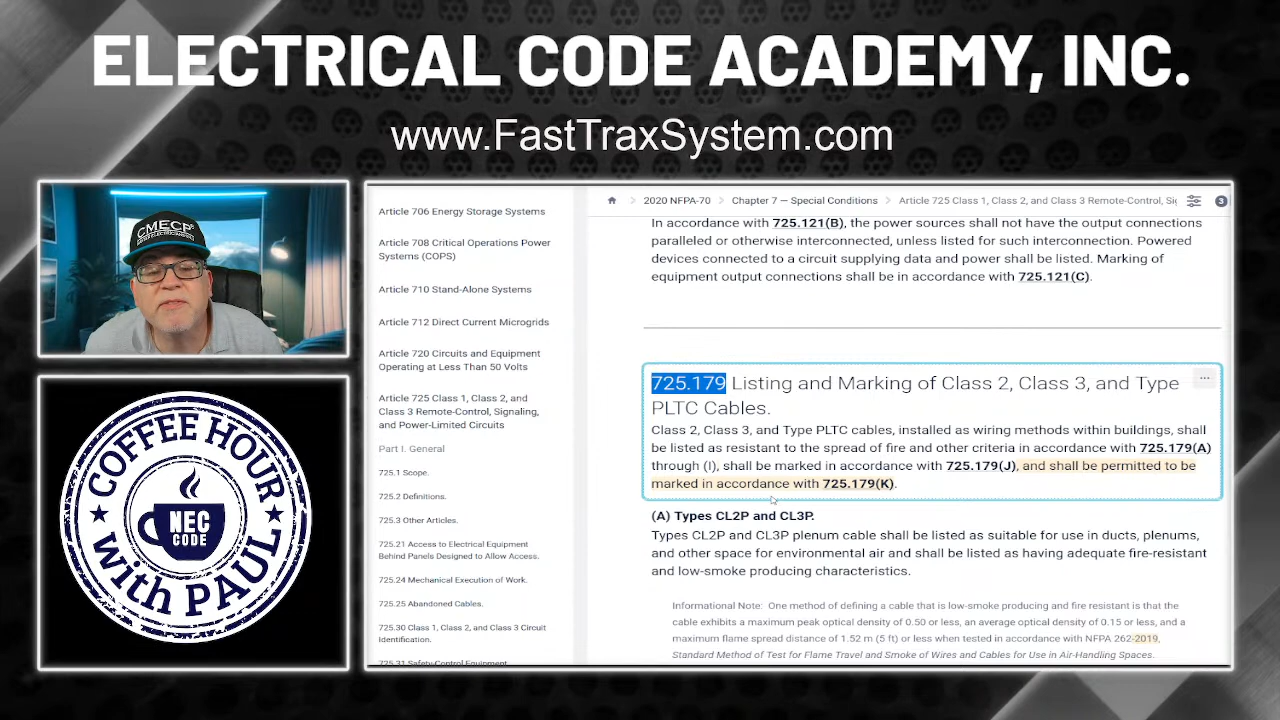 ELECTRICAL CODE ACADEMY, INC.
www.FastTraxSystem.com
CMECP
COFFEE HOUR
NEC
CODE
with PAUL
Article 706 Energy Storage Systems
Article 708 Critical Operations Power
Systems (COPS)
Article 710 Stand-Alone Systems
Article 712 Direct Current Microgrids
Article 720 Circuits and Equipment
Operating at Less Than 50 Volts
Article 725 Class 1, Class 2, and
Class 3 Remote-Control, Signaling,
and Power-Limited Circuits
Part I. General
725.1 Scope.
725.2 Definitions.
725.3 Other Articles.
725.21 Access to Electrical Equipment
Behind Panels Designed to Allow Access.
725.24 Mechanical Execution of Work.
725.25 Abandoned Cables.
725.30 Class 1, Class 2, and Class 3 Circuit
Identification.
725.31 Safety-Control Equipment
2020 NFPA-70 > Chapter 7 — Special Conditions > Article 725 Class 1, Class 2, and Class 3 Remote-Control, Si
3
In accordance with 725.121(B), the power sources shall not have the output connections
paralleled or otherwise interconnected, unless listed for such interconnection. Powered
devices connected to a circuit supplying data and power shall be listed. Marking of
equipment output connections shall be in accordance with 725.121(C).
725.179 Listing and Marking of Class 2, Class 3, and Type
PLTC Cables.
Class 2, Class 3, and Type PLTC cables, installed as wiring methods within buildings, shall
be listed as resistant to the spread of fire and other criteria in accordance with 725.179(A)
through (I), shall be marked in accordance with 725.179(J), and shall be permitted to be
marked in accordance with 725.179(K).
(A) Types CL2P and CL3P.
Types CL2P and CL3P plenum cable shall be listed as suitable for use in ducts, plenums,
and other space for environmental air and shall be listed as having adequate fire-resistant
and low-smoke producing characteristics.
Informational Note: One method of defining a cable that is low-smoke producing and fire resistant is that the
cable exhibits a maximum peak optical density of 0.50 or less, an average optical density of 0.15 or less, and a
maximum flame spread distance of 1.52 m (5 ft) or less when tested in accordance with NFPA 262-2019,
Standard Method of Test for Flame Travel and Smoke of Wires and Cables for Use in Air-Handling Spaces.